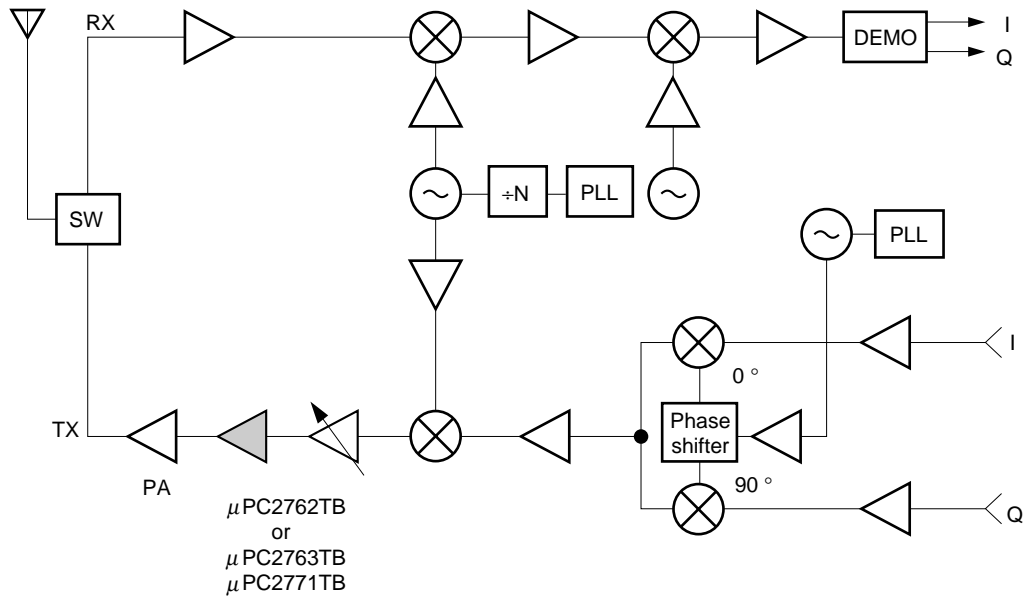 RX
DEMO
I
Q
SW
÷N
PLL
PLL
I
0 °
TX
Phase
shifter
PA
90 °
Q
μPC2762TB
or
μPC2763TB
μPC2771TB